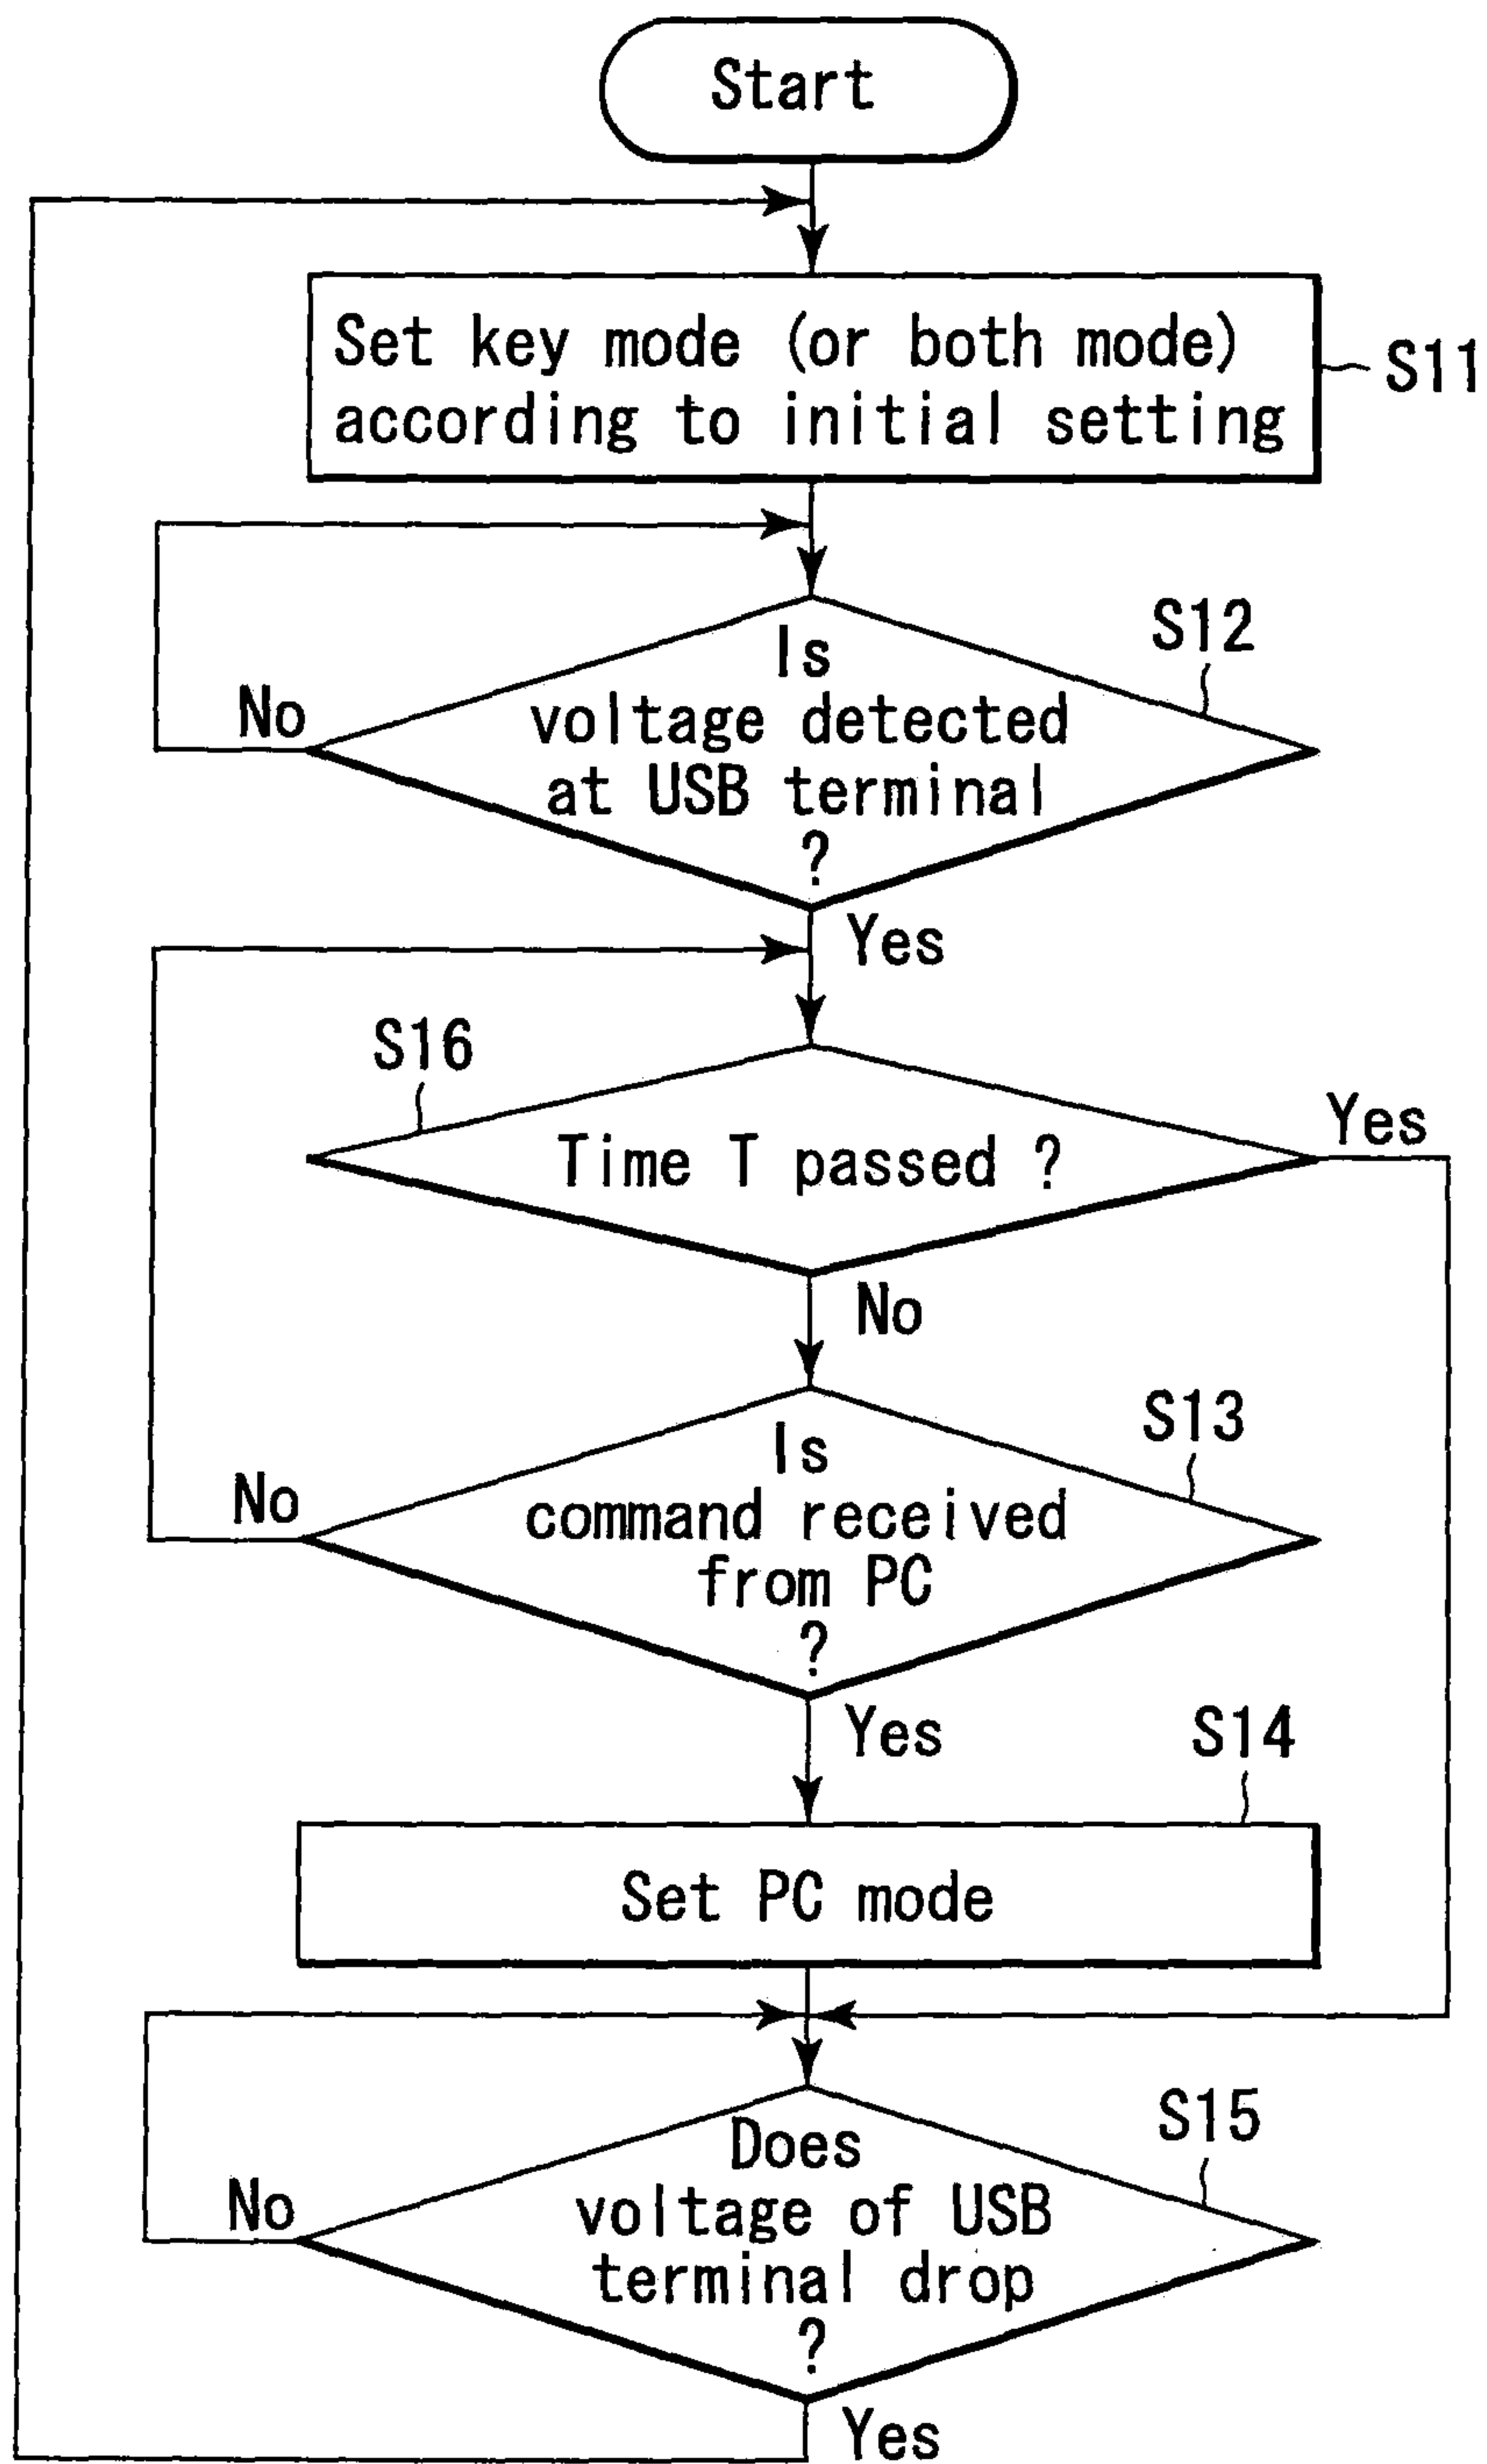 Start
Set key mode (or both mode)
according to initial setting
S11
S12
Is
voltage detected
at USB terminal
?
No
Yes
S16
Time T passed ?
Yes
No
S13
Is
command received
from PC
?
No
Yes
S14
Set PC mode
S15
Does
voltage of USB
terminal drop
?
No
Yes